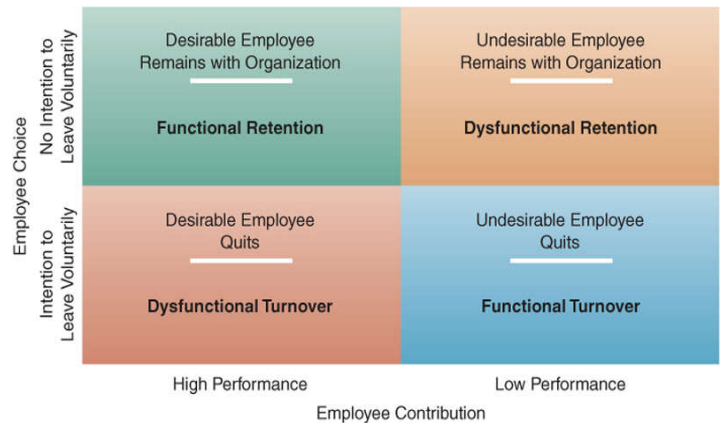 Employee Choice
No Intention to
Leave Voluntarily
Desirable Employee
Remains with Organization
Functional Retention
Undesirable Employee
Remains with Organization
Dysfunctional Retention
Intention to
Leave Voluntarily
Desirable Employee
Quits
Dysfunctional Turnover
Undesirable Employee
Quits
Functional Turnover
High Performance
Low Performance
Employee Contribution